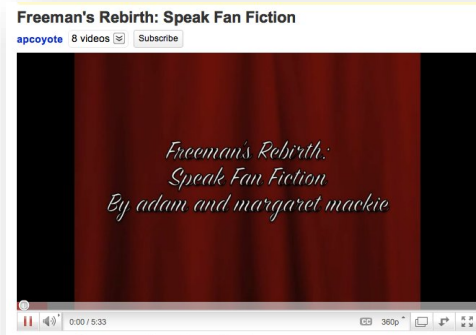 Freeman's Rebirth: Speak Fan Fiction
apcoyote 8 videos Subscribe
Freeman's Rebirth:
Speak Fan Fiction
By adam and margaret mackie
0:00 / 5:33 CC 360p